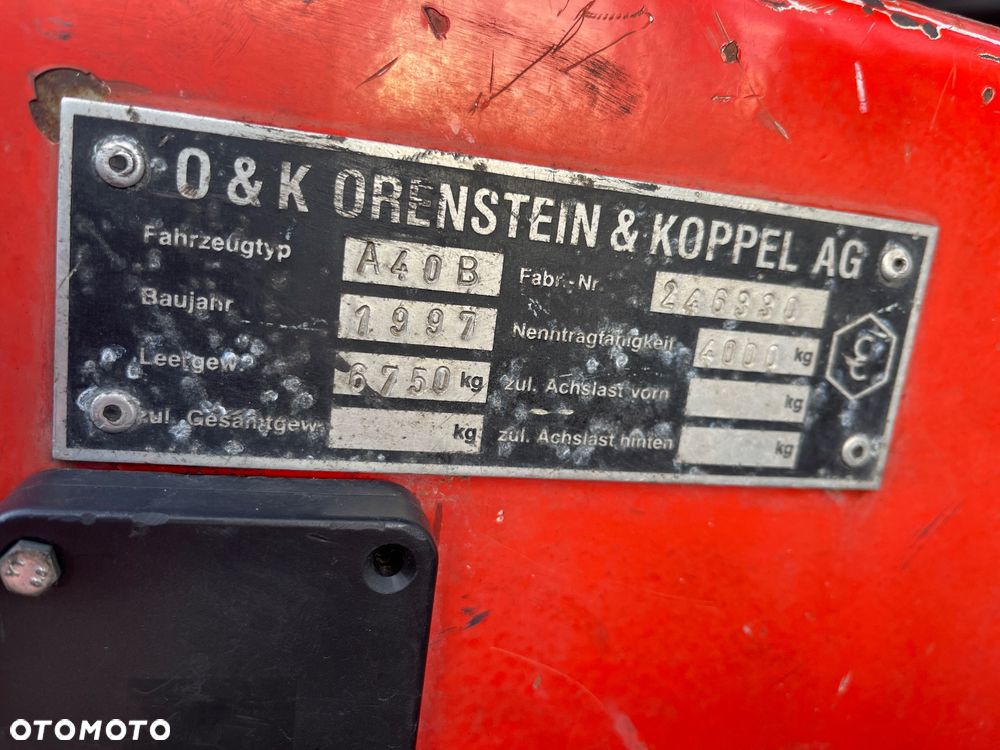 O & K ORENSTEIN & KOPPEL AG
Fahrzeugtyp A40B Fabr.-Nr. 246330
Baujahr 1997 Nenntragfähigkeit 4000 kg
Leergew. 6750 kg zul. Achslast vorn kg
zul. Gesamtgew. kg zul. Achslast hinten kg
OTOMOTO